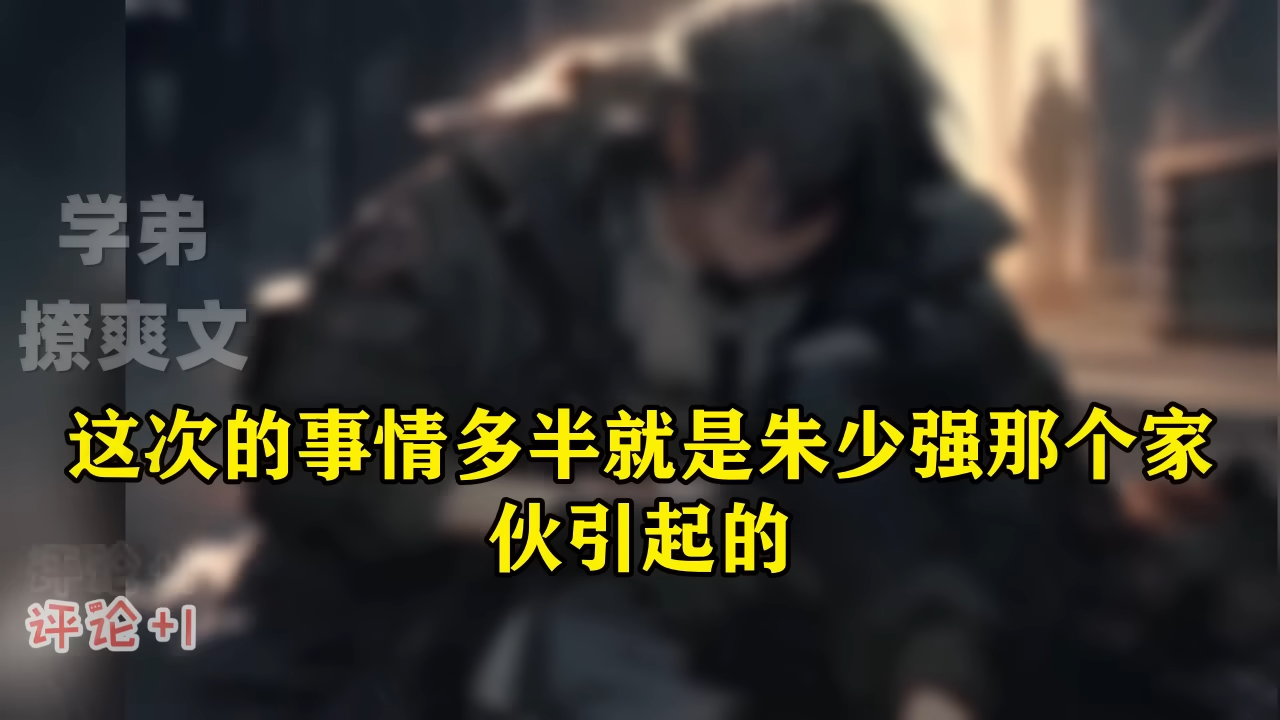 学弟
撩爽文
这次的事情多半就是朱少强那个家
伙引起的
评论+1